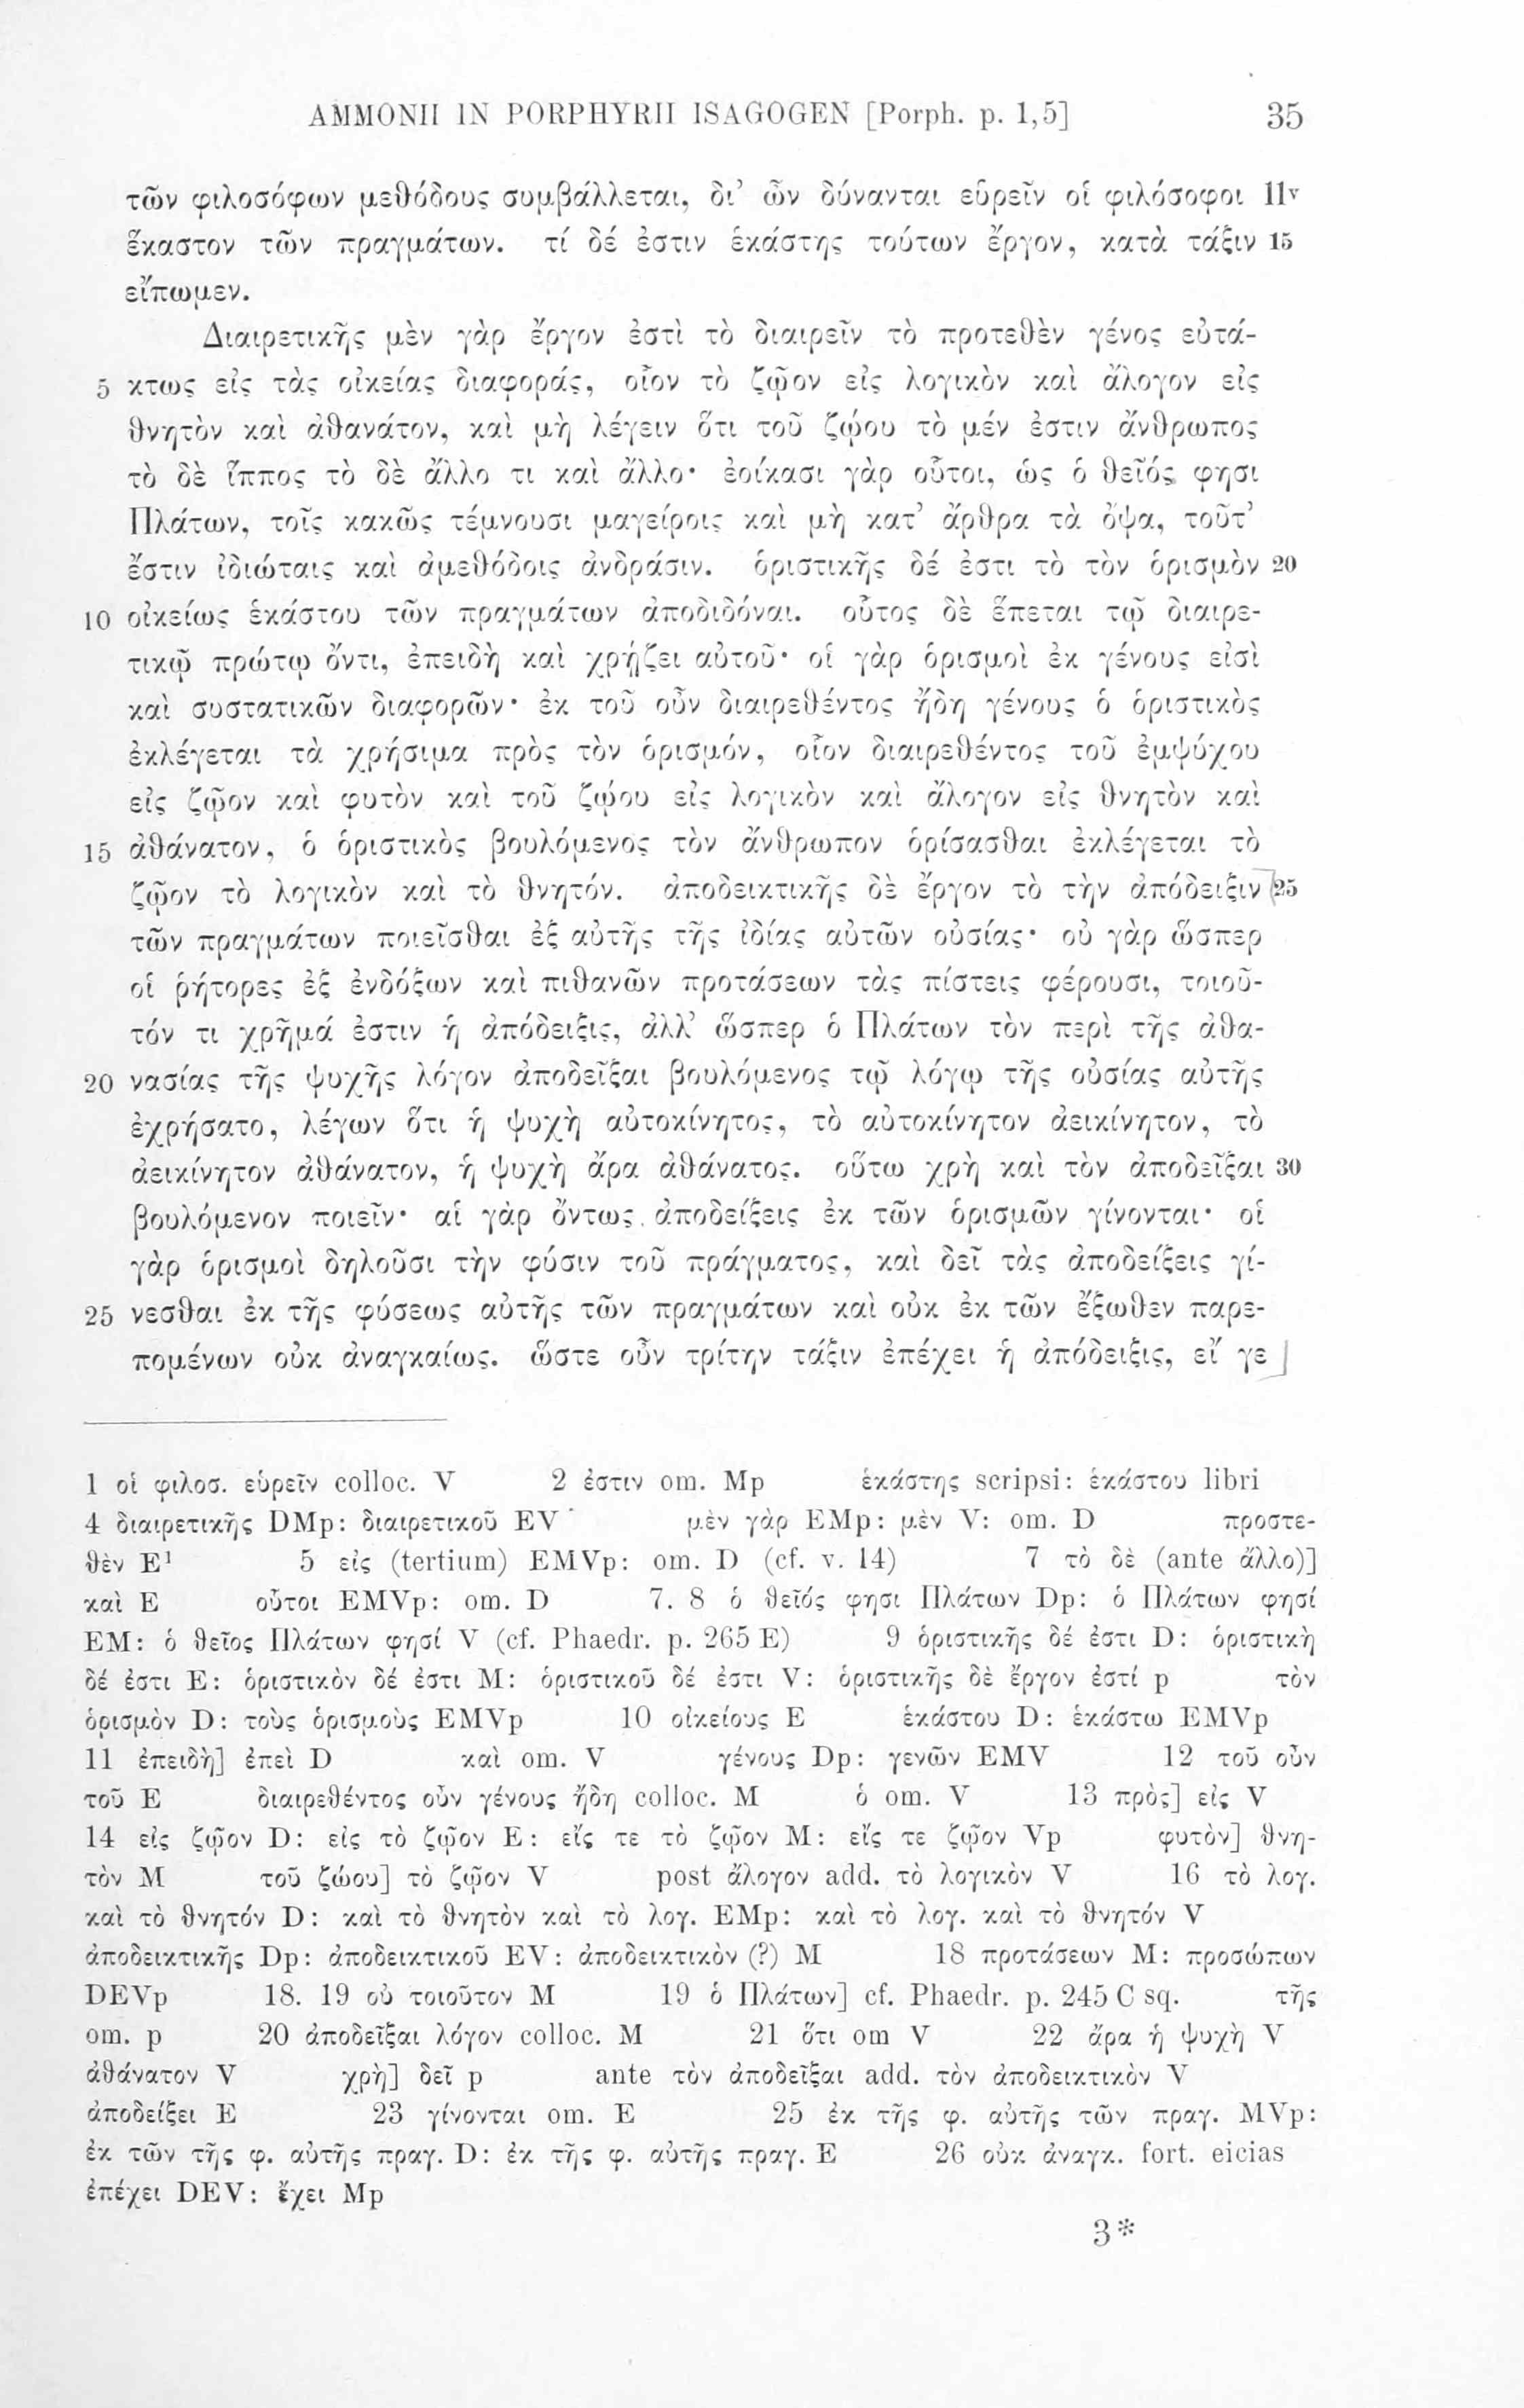 AMMONII IN PORPHYRII ISAGOGEN [Porph. p. 1,5] 35
τῶν φιλοσόφων μεθόδους συμβάλλεται, δι’ ὧν δύνανται εὑρεῖν οἱ φιλόσοφοι 11v
ἕκαστον τῶν πραγμάτων. τί δέ ἐστιν ἑκάστης τούτων ἔργον, κατὰ τάξιν 15
εἴπωμεν.
Διαιρετικῆς μὲν γὰρ ἔργον ἐστὶ τὸ διαιρεῖν τὸ προτεθὲν γένος εὐτά-
5 κτως εἰς τὰς οἰκείας διαφοράς, οἷον τὸ ζῷον εἰς λογικὸν καὶ ἄλογον εἰς
θνητὸν καὶ ἀθανάτον, καὶ μὴ λέγειν ὅτι τοῦ ζῴου τὸ μέν ἐστιν ἄνθρωπος
τὸ δὲ ἵππος τὸ δὲ ἄλλο τι καὶ ἄλλο· ἐοίκασι γὰρ οὗτοι, ὡς ὁ θεῖός φησι
Πλάτων, τοῖς κακῶς τέμνουσι μαγείροις καὶ μὴ κατ’ ἄρθρα τὰ ὄψα, τοῦτ’
ἔστιν ἰδιώταις καὶ ἀμεθόδοις ἀνδράσιν. ὁριστικῆς δέ ἐστι τὸ τὸν ὁρισμὸν 20
10 οἰκείως ἑκάστου τῶν πραγμάτων ἀποδιδόναι. οὗτος δὲ ἕπεται τῷ διαιρε-
τικῷ πρώτῳ ὄντι, ἐπειδὴ καὶ χρῄζει αὐτοῦ· οἱ γὰρ ὁρισμοὶ ἐκ γένους εἰσὶ
καὶ συστατικῶν διαφορῶν· ἐκ τοῦ οὖν διαιρεθέντος ἤδη γένους ὁ ὁριστικὸς
ἐκλέγεται τὰ χρήσιμα πρὸς τὸν ὁρισμόν, οἷον διαιρεθέντος τοῦ ἐμψύχου
εἰς ζῷον καὶ φυτὸν καὶ τοῦ ζῴου εἰς λογικὸν καὶ ἄλογον εἰς θνητὸν καὶ
15 ἀθάνατον, ὁ ὁριστικὸς βουλόμενος τὸν ἄνθρωπον ὁρίσασθαι ἐκλέγεται τὸ
ζῷον τὸ λογικὸν καὶ τὸ θνητόν. ἀποδεικτικῆς δὲ ἔργον τὸ τὴν ἀπόδειξιν 25
τῶν πραγμάτων ποιεῖσθαι ἐξ αὐτῆς τῆς ἰδίας αὐτῶν οὐσίας· οὐ γὰρ ὥσπερ
οἱ ῥήτορες ἐξ ἐνδόξων καὶ πιθανῶν προτάσεων τὰς πίστεις φέρουσι, τοιοῦ-
τόν τι χρῆμά ἐστιν ἡ ἀπόδειξις, ἀλλ’ ὥσπερ ὁ Πλάτων τὸν περὶ τῆς ἀθα-
20 νασίας τῆς ψυχῆς λόγον ἀποδεῖξαι βουλόμενος τῷ λόγῳ τῆς οὐσίας αὐτῆς
ἐχρήσατο, λέγων ὅτι ἡ ψυχὴ αὐτοκίνητος, τὸ αὐτοκίνητον ἀεικίνητον, τὸ
ἀεικίνητον ἀθάνατον, ἡ ψυχὴ ἄρα ἀθάνατος. οὕτω χρὴ καὶ τὸν ἀποδεῖξαι 30
βουλόμενον ποιεῖν· αἱ γὰρ ὄντως ἀποδείξεις ἐκ τῶν ὁρισμῶν γίνονται· οἱ
γὰρ ὁρισμοὶ δηλοῦσι τὴν φύσιν τοῦ πράγματος, καὶ δεῖ τὰς ἀποδείξεις γί-
25 νεσθαι ἐκ τῆς φύσεως αὐτῆς τῶν πραγμάτων καὶ οὐκ ἐκ τῶν ἔξωθεν παρε-
πομένων οὐκ ἀναγκαίως. ὥστε οὖν τρίτην τάξιν ἐπέχει ἡ ἀπόδειξις, εἴ γε
1 οἱ φιλοσ. εὑρεῖν colloc. V 2 ἐστιν om. Mp ἑκάστης scripsi: ἑκάστου libri
4 διαιρετικῆς DMp: διαιρετικοῦ EV μὲν γὰρ EMp: μὲν V: om. D προστε-
θὲν E¹ 5 εἰς (tertium) EMVp: om. D (cf. v. 14) 7 τὸ δὲ (ante ἄλλο)]
καὶ E οὗτοι EMVp: om. D 7. 8 ὁ θεῖός φησι Πλάτων Dp: ὁ Πλάτων φησί
EM: ὁ θεῖος Πλάτων φησί V (cf. Phaedr. p. 265 E) 9 ὁριστικῆς δέ ἐστι D: ὁριστικὴ
δέ ἐστι E: ὁριστικὸν δέ ἐστι M: ὁριστικοῦ δέ ἐστι V: ὁριστικῆς δὲ ἔργον ἐστί p τὸν
ὁρισμὸν D: τοὺς ὁρισμοὺς EMVp 10 οἰκείους E ἑκάστου D: ἑκάστω EMVp
11 ἐπειδὴ] ἐπεὶ D καὶ om. V γένους Dp: γενῶν EMV 12 τοῦ οὖν
τοῦ E διαιρεθέντος οὖν γένους ἤδη colloc. M ὁ om. V 13 πρὸς] εἰς V
14 εἰς ζῷον D: εἰς τὸ ζῷον E: εἴς τε τὸ ζῷον M: εἴς τε ζῷον Vp φυτὸν] θνη-
τὸν M τοῦ ζώου] τὸ ζῷον V post ἄλογον add. τὸ λογικὸν V 16 τὸ λογ.
καὶ τὸ θνητόν D: καὶ τὸ θνητὸν καὶ τὸ λογ. EMp: καὶ τὸ λογ. καὶ τὸ θνητόν V
ἀποδεικτικῆς Dp: ἀποδεικτικοῦ EV: ἀποδεικτικὸν (?) M 18 προτάσεων M: προσώπων
DEVp 18. 19 οὐ τοιοῦτον M 19 ὁ Πλάτων] cf. Phaedr. p. 245 C sq. τῆς
om. p 20 ἀποδεῖξαι λόγον colloc. M 21 ὅτι om V 22 ἄρα ἡ ψυχὴ V
ἀθάνατον V χρὴ] δεῖ p ante τὸν ἀποδεῖξαι add. τὸν ἀποδεικτικὸν V
ἀποδείξει E 23 γίνονται om. E 25 ἐκ τῆς φ. αὐτῆς τῶν πραγ. MVp:
ἐκ τῶν τῆς φ. αὐτῆς πραγ. D: ἐκ τῆς φ. αὐτῆς πραγ. E 26 οὐκ ἀναγκ. fort. eicias
ἐπέχει DEV: ἔχει Mp
3*